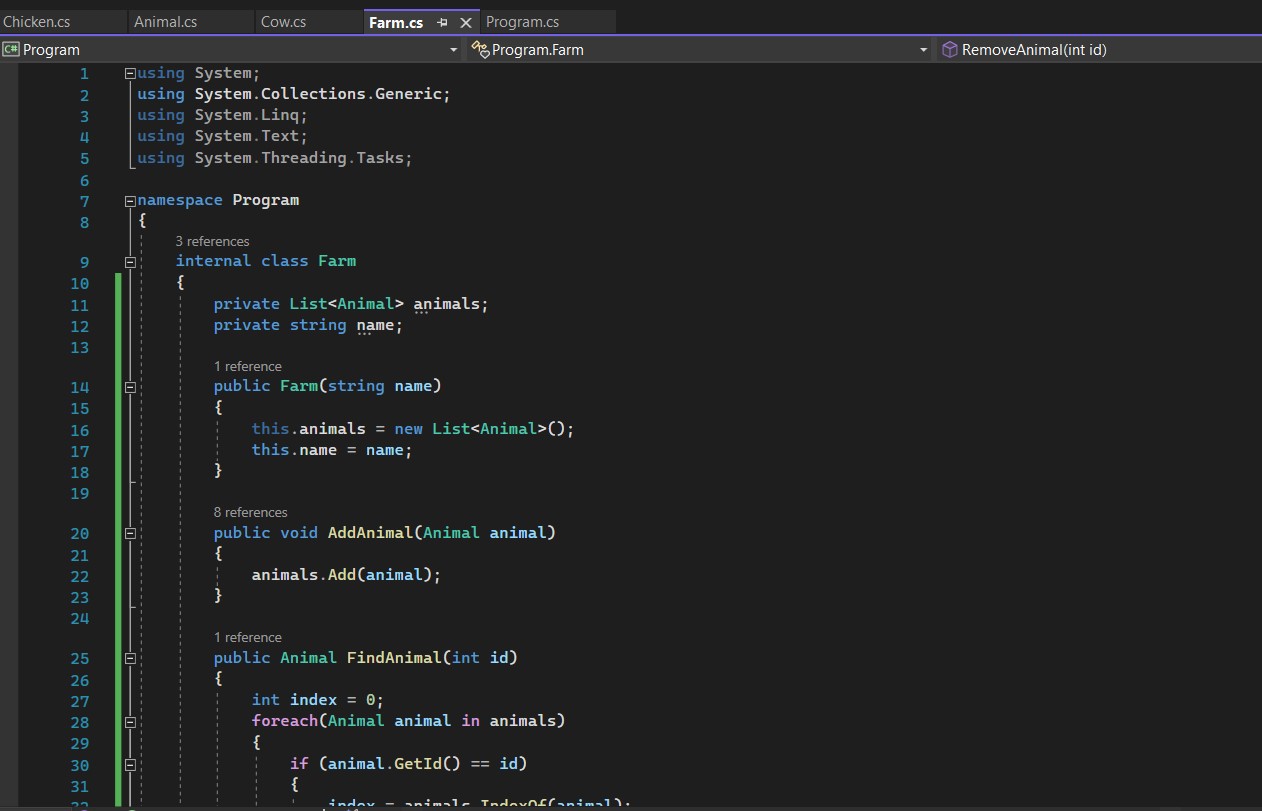 Chicken.cs Animal.cs Cow.cs Farm.cs Program.cs
C# Program Program.Farm RemoveAnimal(int id)
1 using System;
2 using System.Collections.Generic;
3 using System.Linq;
4 using System.Text;
5 using System.Threading.Tasks;
6
7 namespace Program
8 {
3 references
9 internal class Farm
10 {
11 private List<Animal> animals;
12 private string name;
13
1 reference
14 public Farm(string name)
15 {
16 this.animals = new List<Animal>();
17 this.name = name;
18 }
19
8 references
20 public void AddAnimal(Animal animal)
21 {
22 animals.Add(animal);
23 }
24
1 reference
25 public Animal FindAnimal(int id)
26 {
27 int index = 0;
28 foreach(Animal animal in animals)
29 {
30 if (animal.GetId() == id)
31 {
32 index = animals.IndexOf(animal);